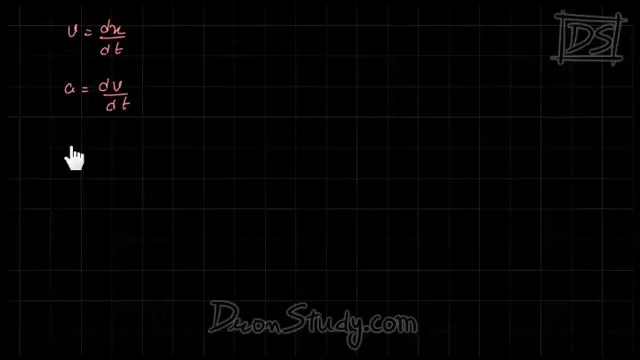 v = dx/dt
DS
a = dv/dt
DronStudy.com